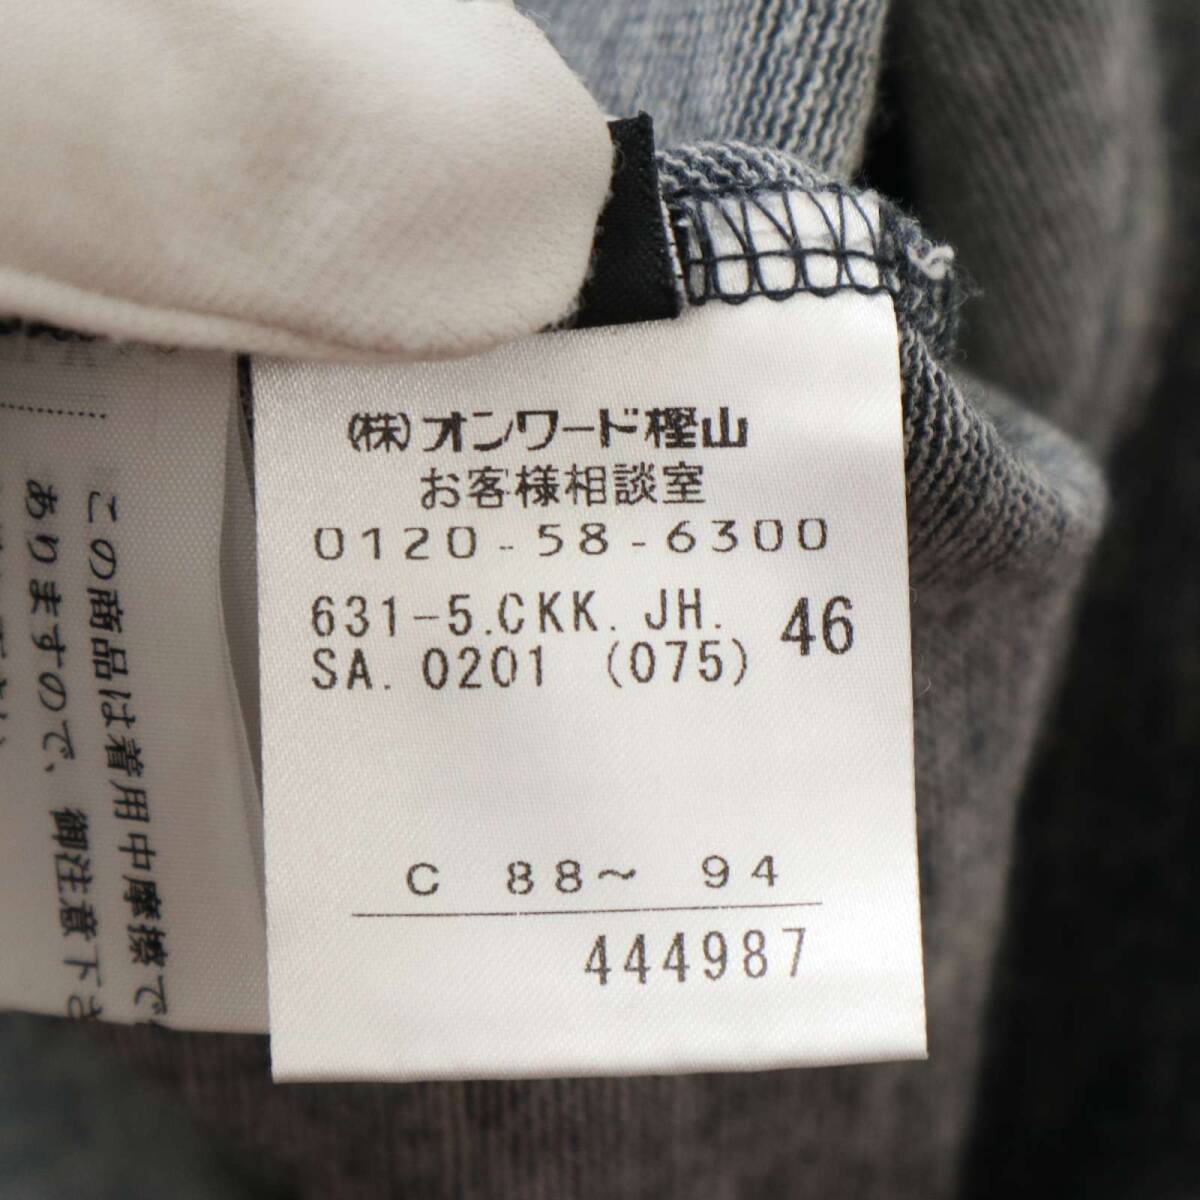 (株)オンワード樫山
お客様相談室
0120-58-6300
631-5.CKK.JH.
SA. 0201 (075)
46
C 88~ 94
444987
この商品は着用中摩擦で
ありますので、御注意下さ